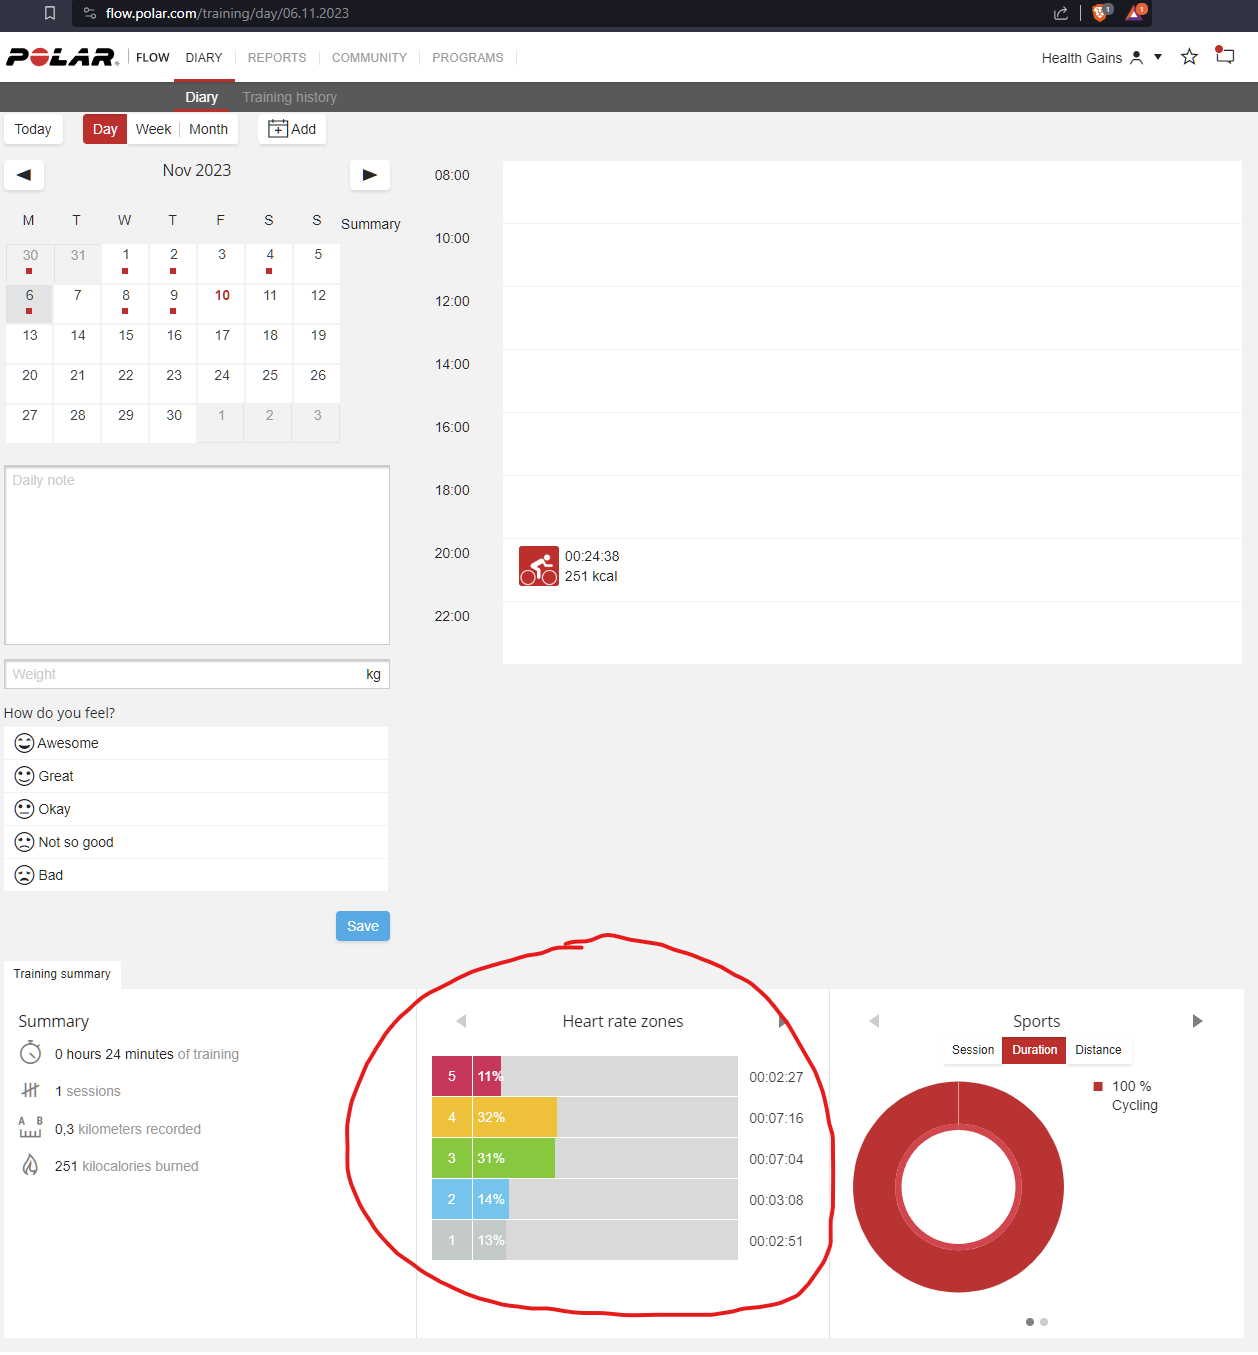 flow.polar.com/training/day/06.11.2023
1
1
POLAR
FLOW DIARY REPORTS COMMUNITY PROGRAMS
Health Gains
Diary Training history
Today Day Week Month Add
Nov 2023
M T W T F S S Summary
30 31 1 2 3 4 5
6 7 8 9 10 11 12
13 14 15 16 17 18 19
20 21 22 23 24 25 26
27 28 29 30 1 2 3
Daily note
Weight kg
How do you feel?
Awesome
Great
Okay
Not so good
Bad
Save
08:00
10:00
12:00
14:00
16:00
18:00
20:00
00:24:38
251 kcal
22:00
Training summary
Summary
0 hours 24 minutes of training
1 sessions
A B
0,3 kilometers recorded
251 kilocalories burned
Heart rate zones
5 11% 00:02:27
4 32% 00:07:16
3 31% 00:07:04
2 14% 00:03:08
1 13% 00:02:51
Sports
Session Duration Distance
100 %
Cycling